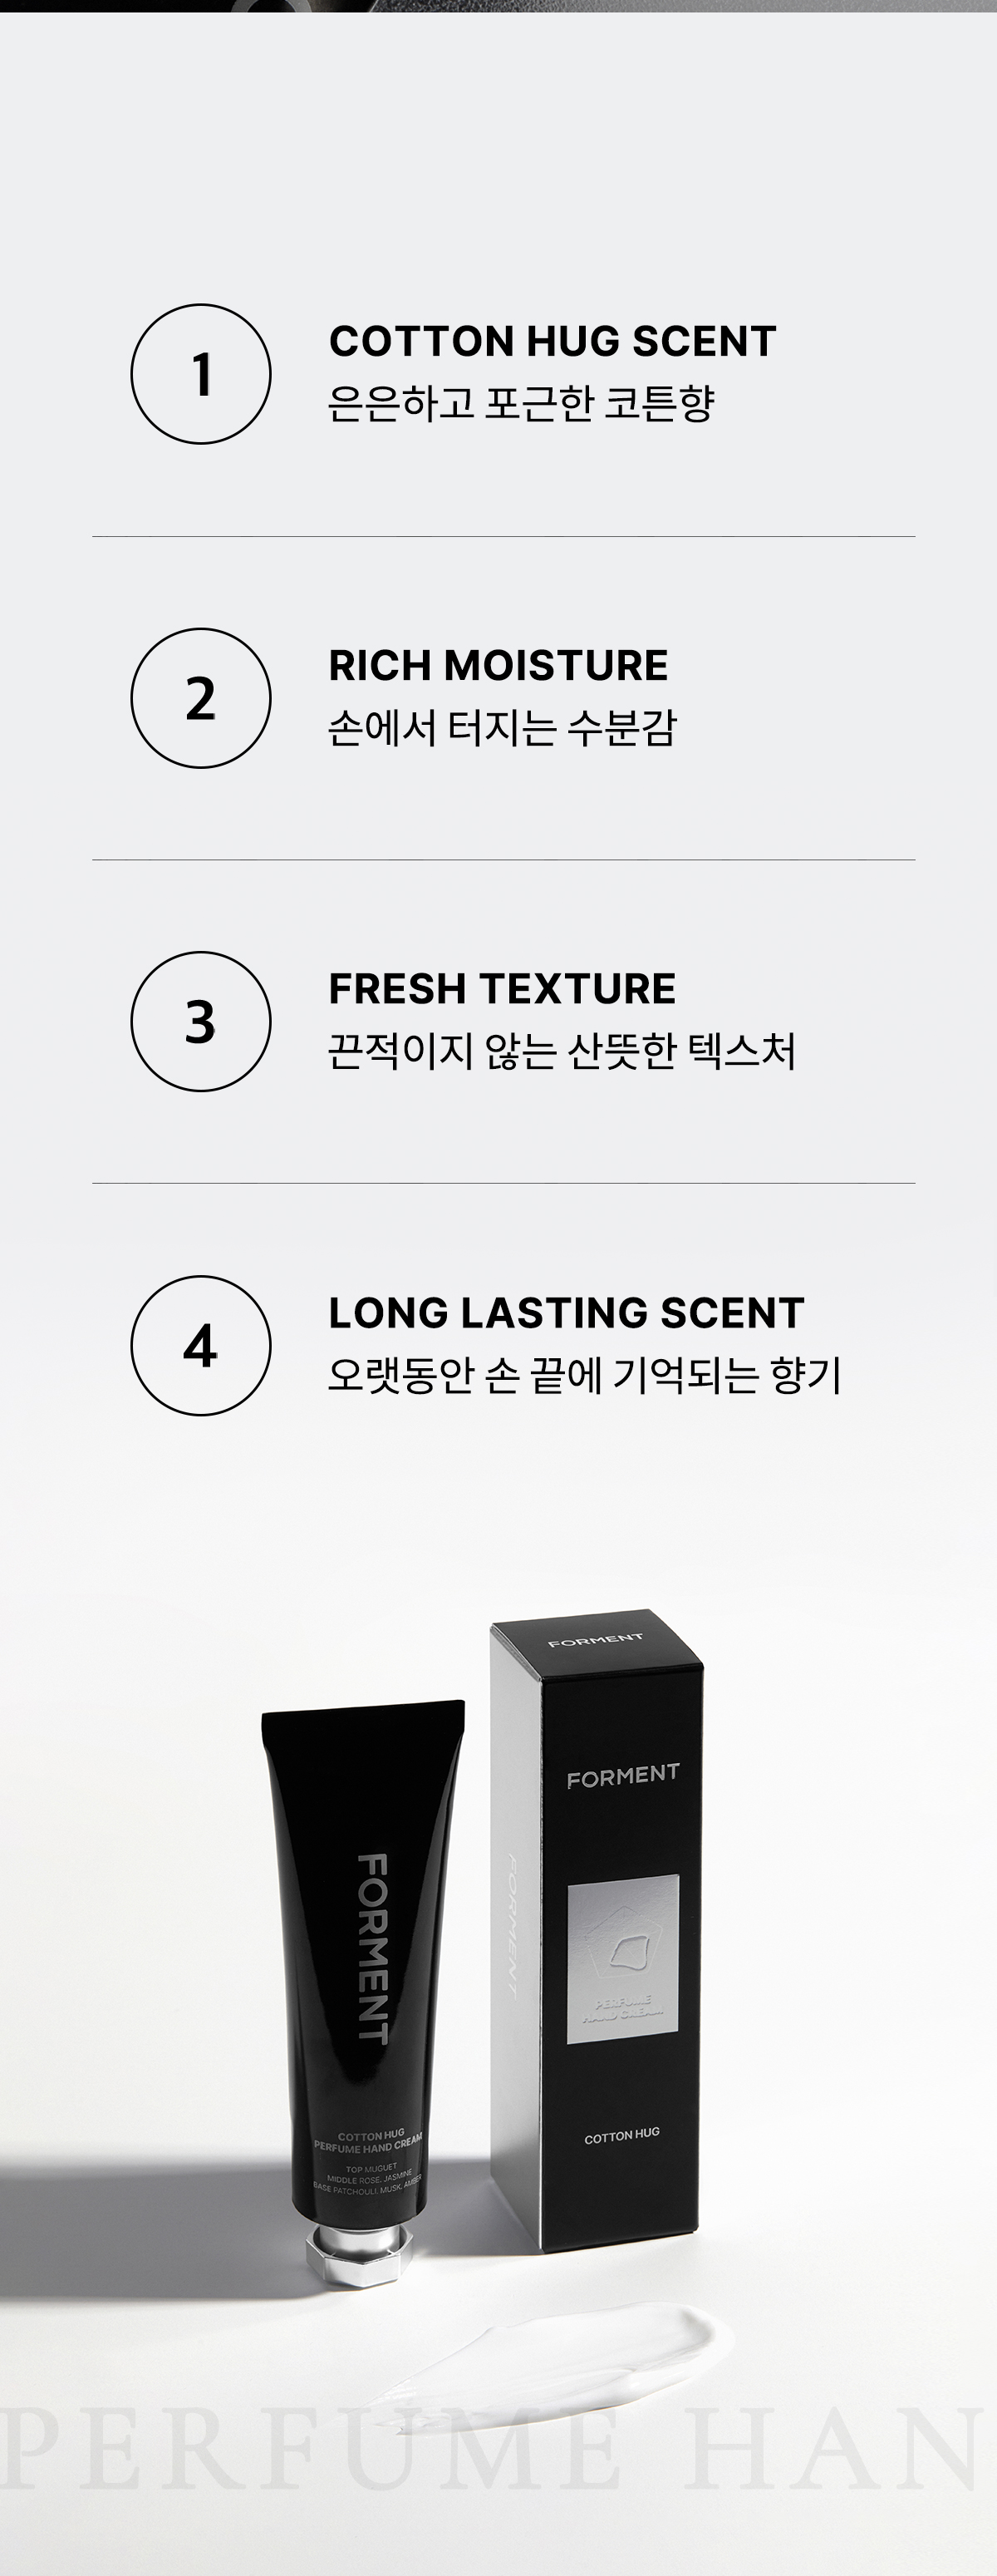 1
COTTON HUG SCENT
은은하고 포근한 코튼향
2
RICH MOISTURE
손에서 터지는 수분감
3
FRESH TEXTURE
끈적이지 않는 산뜻한 텍스처
4
LONG LASTING SCENT
오랫동안 손 끝에 기억되는 향기
FORMENT
FORMENT
FORMENT
FORMENT
PERFUME
HAND CREAM
COTTON HUG
PERFUME HAND CREAM
TOP MUGUET
MIDDLE ROSE, JASMINE
BASE PATCHOULI, MUSK, AMBER
COTTON HUG
PERFUME HAN